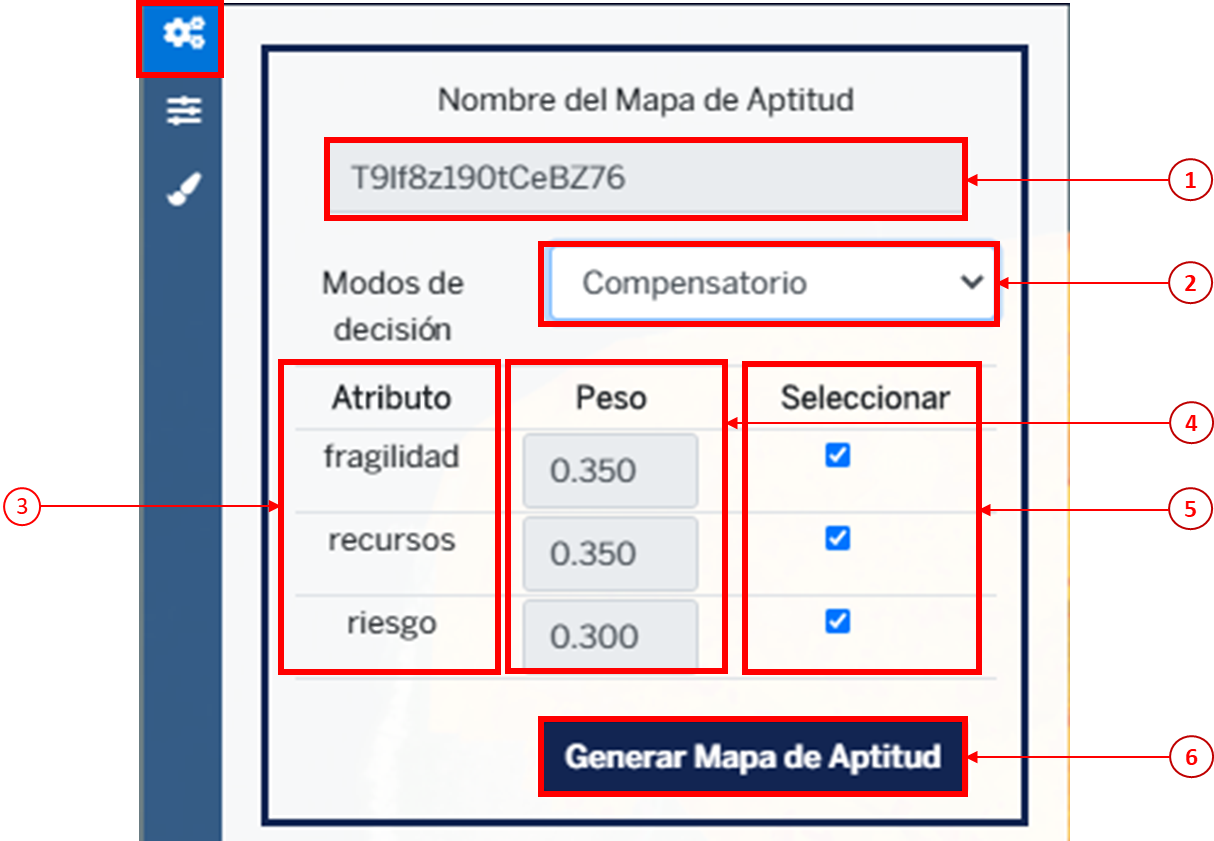 Nombre del Mapa de Aptitud
T9lf8z190tCeBZ76
1
Modos de
decisión
Compensatorio
2
Atributo Peso Seleccionar
4
fragilidad 0.350
3
5
recursos 0.350
riesgo 0.300
Generar Mapa de Aptitud
6